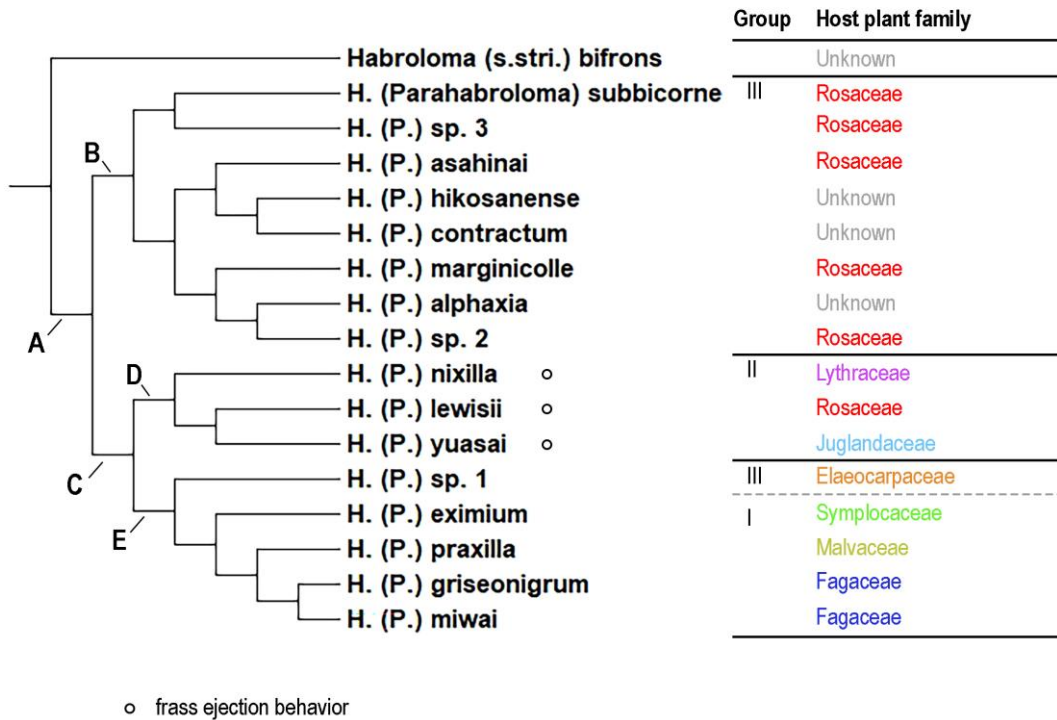 Group Host plant family
Habroloma (s.stri.) bifrons Unknown
H. (Parahabroloma) subbicorne III Rosaceae
H. (P.) sp. 3 Rosaceae
B
H. (P.) asahinai Rosaceae
H. (P.) hikosanense Unknown
H. (P.) contractum Unknown
H. (P.) marginicolle Rosaceae
H. (P.) alphaxia Unknown
H. (P.) sp. 2 Rosaceae
A
D
H. (P.) nixilla II Lythraceae
H. (P.) lewisii Rosaceae
H. (P.) yuasai Juglandaceae
C
H. (P.) sp. 1 III Elaeocarpaceae
H. (P.) eximium I Symplocaceae
E
H. (P.) praxilla Malvaceae
H. (P.) griseonigrum Fagaceae
H. (P.) miwai Fagaceae
frass ejection behavior